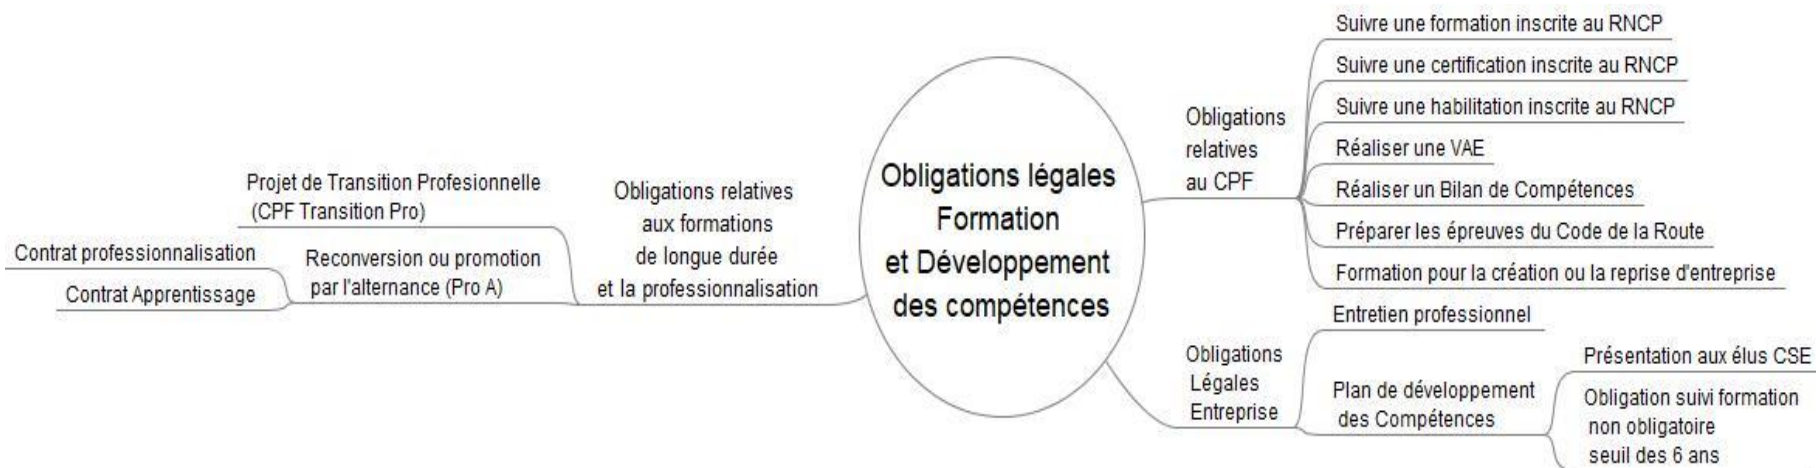 Obligations légales
Formation
et Développement
des compétences
Obligations
relatives
au CPF
Suivre une formation inscrite au RNCP
Suivre une certification inscrite au RNCP
Suivre une habilitation inscrite au RNCP
Réaliser une VAE
Réaliser un Bilan de Compétences
Préparer les épreuves du Code de la Route
Formation pour la création ou la reprise d'entreprise
Obligations
Légales
Entreprise
Entretien professionnel
Plan de développement
des Compétences
Présentation aux élus CSE
Obligation suivi formation
non obligatoire
seuil des 6 ans
Obligations relatives
aux formations
de longue durée
et la professionnalisation
Projet de Transition Profesionnelle
(CPF Transition Pro)
Reconversion ou promotion
par l'alternance (Pro A)
Contrat professionnalisation
Contrat Apprentissage